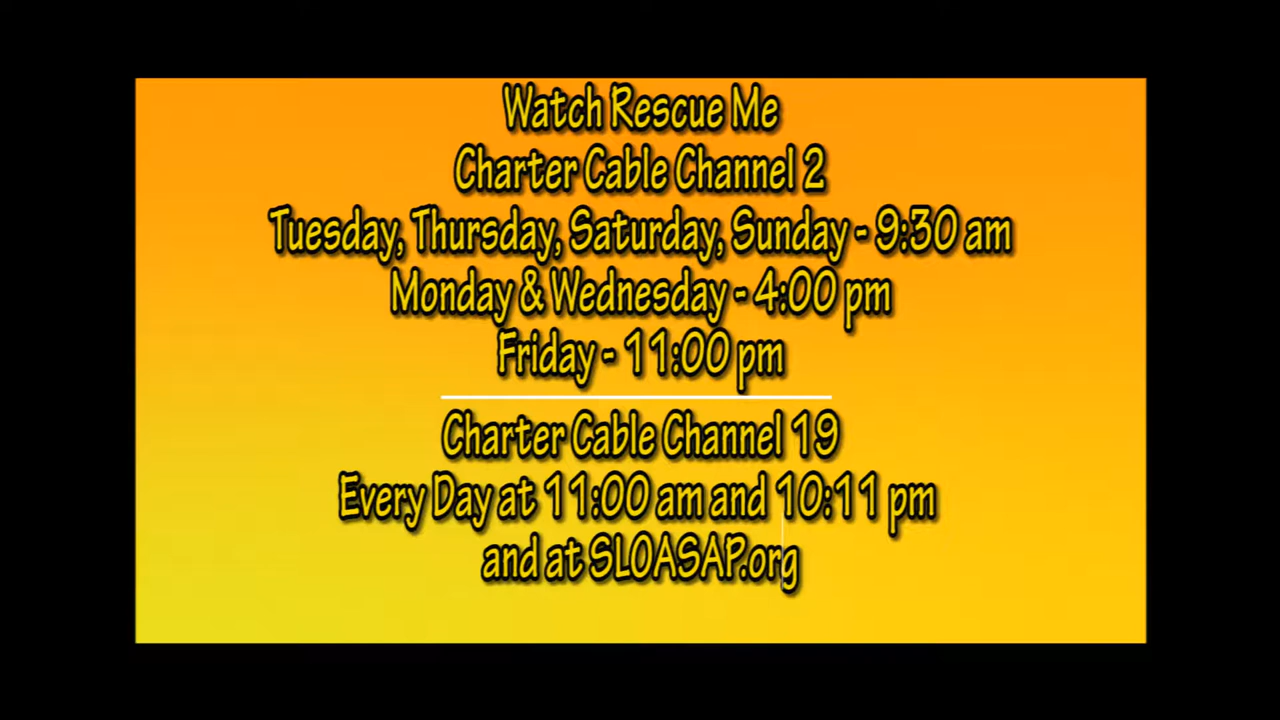 Watch Rescue Me
Charter Cable Channel 2
Tuesday, Thursday, Saturday, Sunday - 9:30 am
Monday & Wednesday - 4:00 pm
Friday - 11:00 pm
Charter Cable Channel 19
Every Day at 11:00 am and 10:11 pm
and at SLOASAP.org